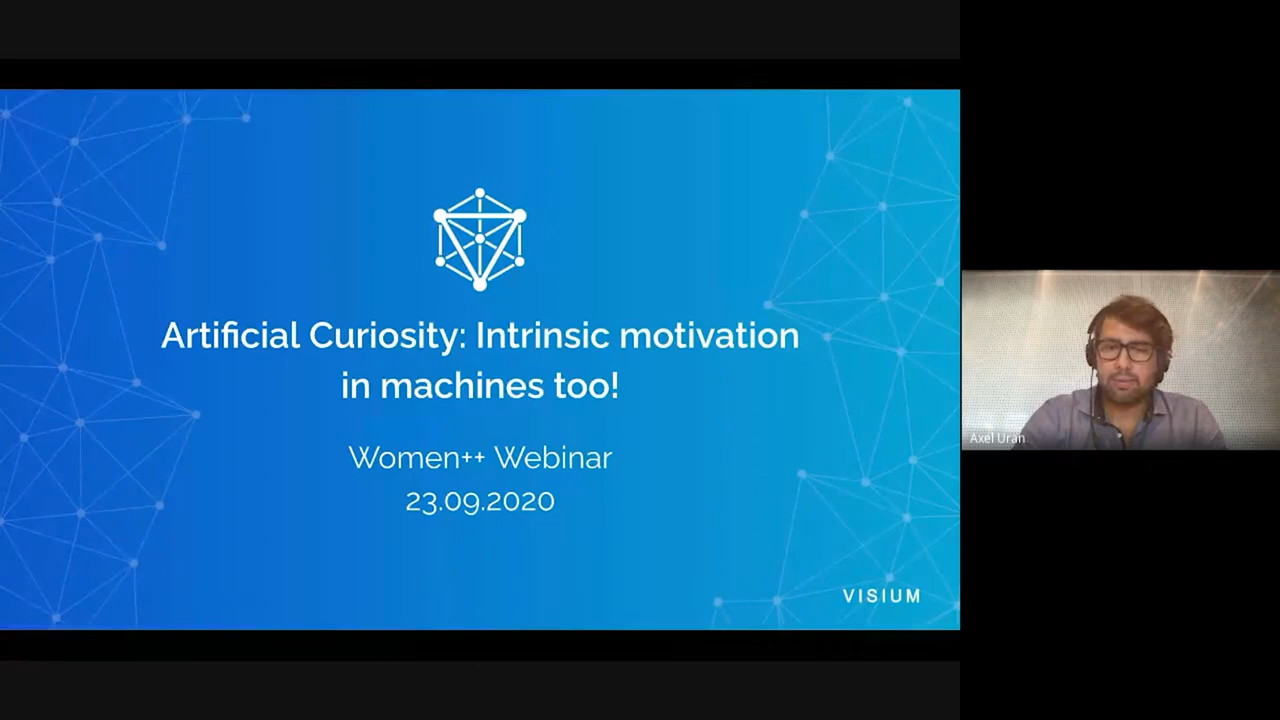 Artificial Curiosity: Intrinsic motivation
in machines too!
Women++ Webinar
23.09.2020
VISIUM
Axel Uran